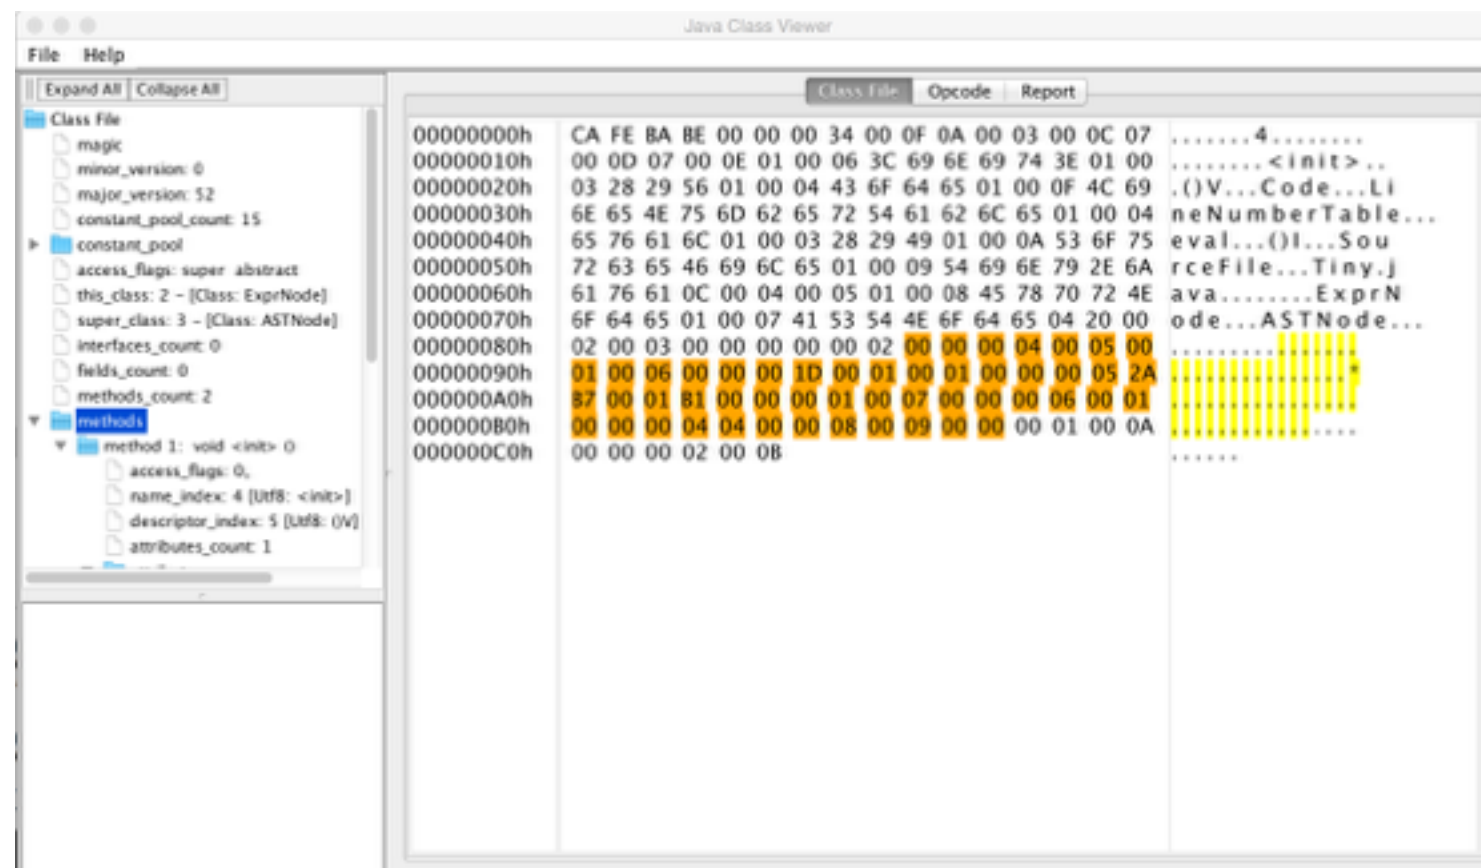 Java Class Viewer
File Help
Expand All Collapse All
Class File
magic
minor_version: 0
major_version: 52
constant_pool_count: 15
constant_pool
access_flags: super abstract
this_class: 2 - [Class: ExprNode]
super_class: 3 - [Class: ASTNode]
interfaces_count: 0
fields_count: 0
methods_count: 2
methods
method 1: void <init> ()
access_flags: 0,
name_index: 4 [Utf8: <init>]
descriptor_index: 5 [Utf8: ()V]
attributes_count: 1
Class File Opcode Report
00000000h CA FE BA BE 00 00 00 34 00 0F 0A 00 03 00 0C 07 .......4........
00000010h 00 0D 07 00 0E 01 00 06 3C 69 6E 69 74 3E 01 00 ........<init>..
00000020h 03 28 29 56 01 00 04 43 6F 64 65 01 00 0F 4C 69 .()V...Code...Li
00000030h 6E 65 4E 75 6D 62 65 72 54 61 62 6C 65 01 00 04 neNumberTable...
00000040h 65 76 61 6C 01 00 03 28 29 49 01 00 0A 53 6F 75 eval...()I...Sou
00000050h 72 63 65 46 69 6C 65 01 00 09 54 69 6E 79 2E 6A rceFile...Tiny.j
00000060h 61 76 61 0C 00 04 00 05 01 00 08 45 78 70 72 4E ava........ExprN
00000070h 6F 64 65 01 00 07 41 53 54 4E 6F 64 65 04 20 00 ode...ASTNode...
00000080h 02 00 03 00 00 00 00 00 02 00 00 00 04 00 05 00 ................
00000090h 01 00 06 00 00 00 1D 00 01 00 01 00 00 00 05 2A ...............*
000000A0h B7 00 01 B1 00 00 00 01 00 07 00 00 00 06 00 01 ................
000000B0h 00 00 00 04 04 00 00 08 00 09 00 00 00 01 00 0A ................
000000C0h 00 00 00 02 00 0B ......